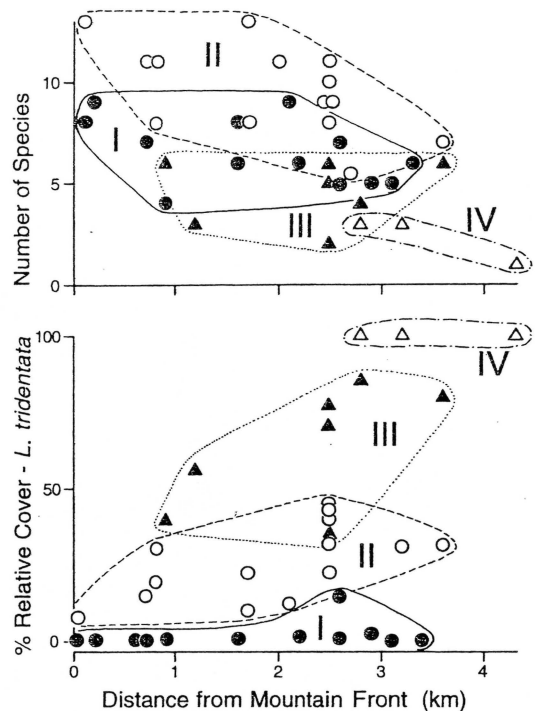 Number of Species
10
5
0
I
II
III
IV
% Relative Cover - L. tridentata
100
50
0
IV
III
II
I
0
1
2
3
4
Distance from Mountain Front (km)